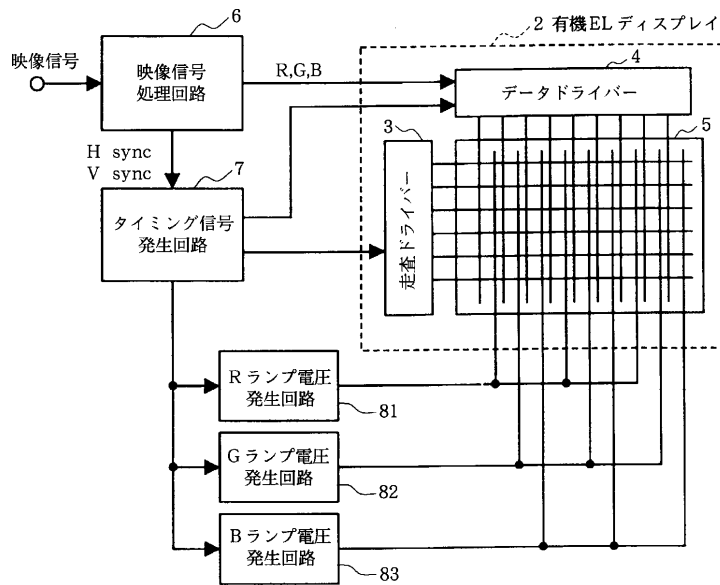 6
2 有機ELディスプレイ
映像信号
映像信号
処理回路
R,G,B
4
データドライバー
3
5
H sync
V sync
7
タイミング信号
発生回路
走査ドライバー
Rランプ電圧
発生回路
81
Gランプ電圧
発生回路
82
Bランプ電圧
発生回路
83